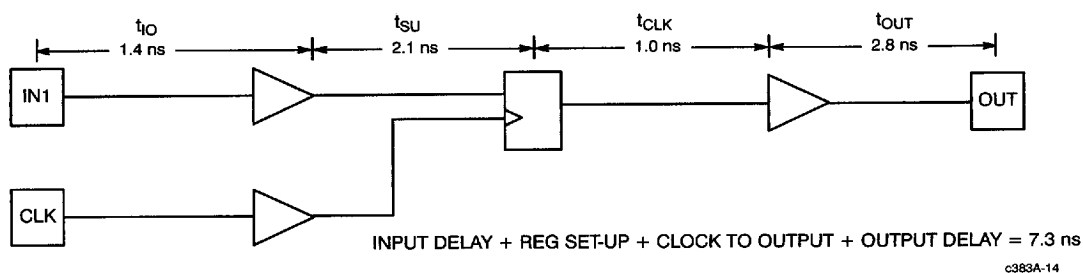 tIO tSU tCLK tOUT
1.4 ns 2.1 ns 1.0 ns 2.8 ns
IN1 OUT
CLK
INPUT DELAY + REG SET-UP + CLOCK TO OUTPUT + OUTPUT DELAY = 7.3 ns
c383A-14